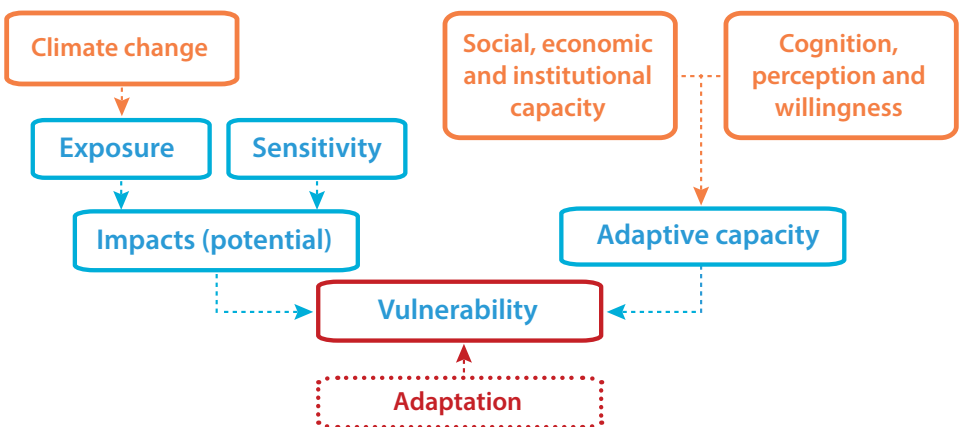 Climate change
Social, economic
and institutional
capacity
Cognition,
perception and
willingness
Exposure
Sensitivity
Impacts (potential)
Adaptive capacity
Vulnerability
Adaptation